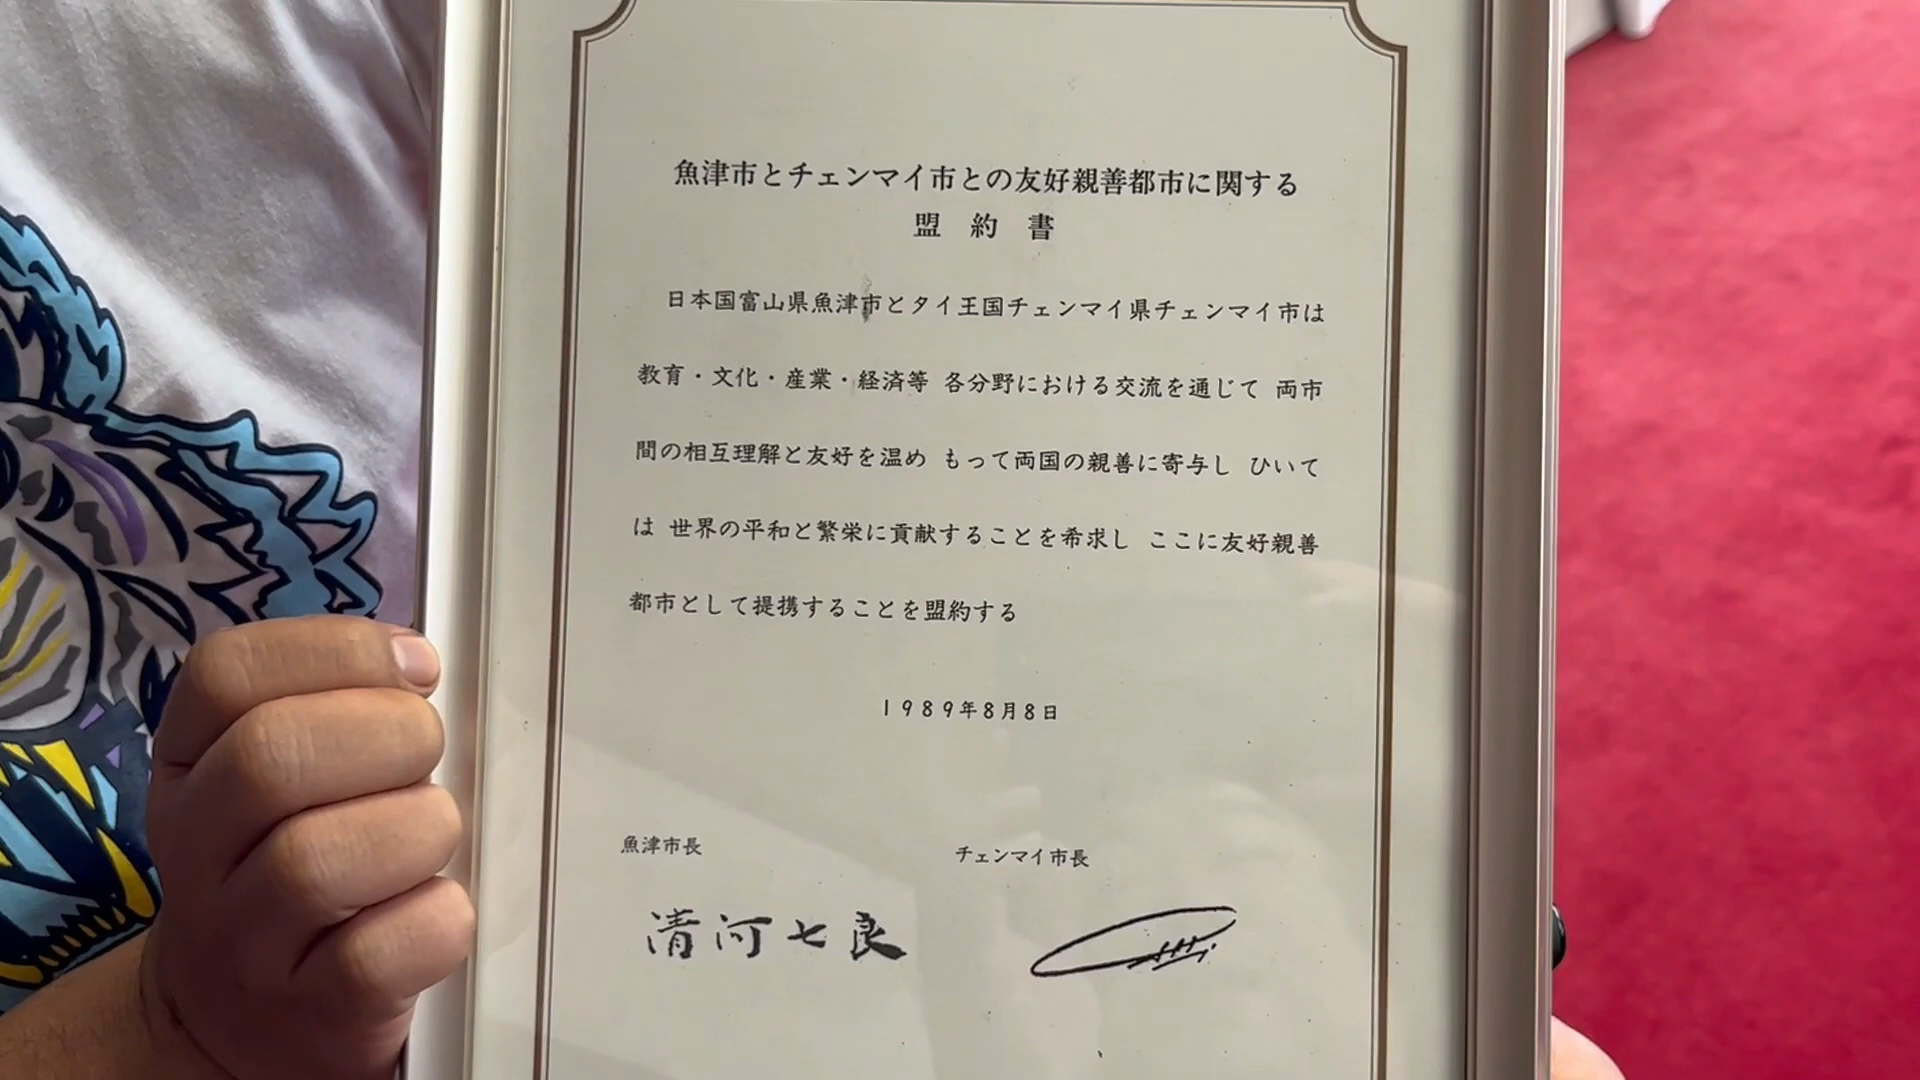 魚津市とチェンマイ市との友好親善都市に関する
盟 約 書
日本国富山県魚津市とタイ王国チェンマイ県チェンマイ市は
教育・文化・産業・経済等 各分野における交流を通じて 両市
間の相互理解と友好を温め もって両国の親善に寄与し ひいて
は 世界の平和と繁栄に貢献することを希求し ここに友好親善
都市として提携することを盟約する
1989年8月8日
魚津市長
チェンマイ市長
清河七良